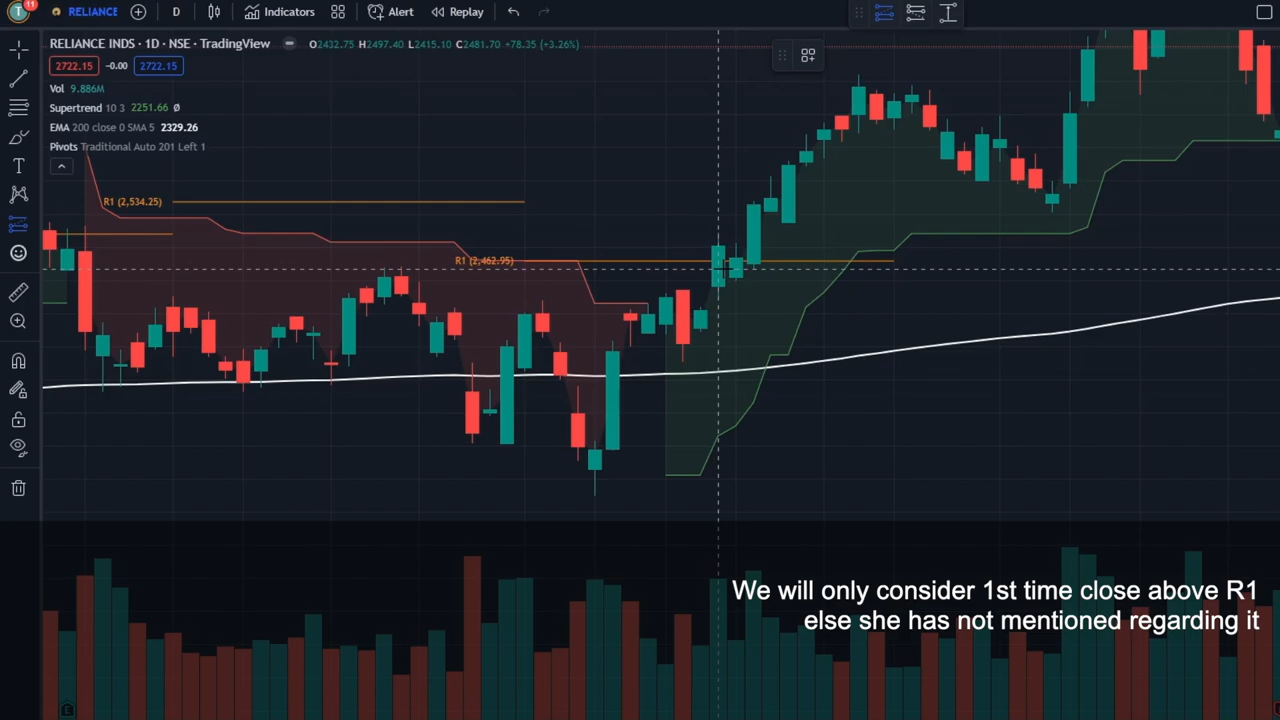 T 11 RELIANCE D Indicators Alert Replay
RELIANCE INDS · 1D · NSE · TradingView O2432.75 H2497.40 L2415.10 C2481.70 +78.35 (+3.26%)
2722.15 -0.00 2722.15
Vol 9.886M
Supertrend 10 3 2251.66 Ø
EMA 200 close 0 SMA 5 2329.26
Pivots Traditional Auto 201 Left 1
R1 (2,534.25)
R1 (2,462.95)
We will only consider 1st time close above R1
else she has not mentioned regarding it
E